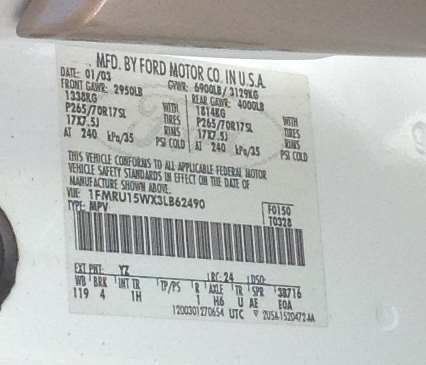 MFD. BY FORD MOTOR CO. IN U.S.A.
DATE: 01/03 GVWR: 6900LB/ 3129KG
FRONT GAWR: 2950LB REAR GAWR: 4000LB
1338KG WITH 1814KG WITH
P265/70R17SL TIRES P265/70R17SL TIRES
17X7.5J RIMS 17X7.5J RIMS
AT 240 kPa/35 PSI COLD AT 240 kPa/35 PSI COLD
THIS VEHICLE CONFORMS TO ALL APPLICABLE FEDERAL MOTOR
VEHICLE SAFETY STANDARDS IN EFFECT ON THE DATE OF
MANUFACTURE SHOWN ABOVE.
VIN: 1FMRU15WX3LB62490
TYPE: MPV
F0150
T0328
EXT PNT: YZ RC: 24 DSO:
WB BRK INT TR TP/PS R AXLE TR SPR 3B716
119 4 1H 1 H6 U AE E0A
1200301270654 UTC